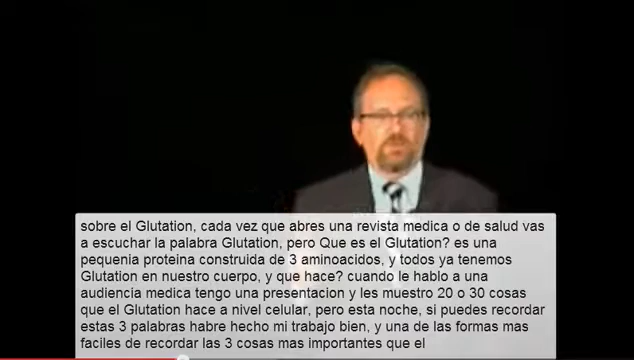 sobre el Glutation, cada vez que abres una revista medica o de salud vas
a escuchar la palabra Glutation, pero Que es el Glutation? es una
pequenia proteina construida de 3 aminoacidos, y todos ya tenemos
Glutation en nuestro cuerpo, y que hace? cuando le hablo a una
audiencia medica tengo una presentacion y les muestro 20 o 30 cosas
que el Glutation hace a nivel celular, pero esta noche, si puedes recordar
estas 3 palabras habre hecho mi trabajo bien, y una de las formas mas
faciles de recordar las 3 cosas mas importantes que el